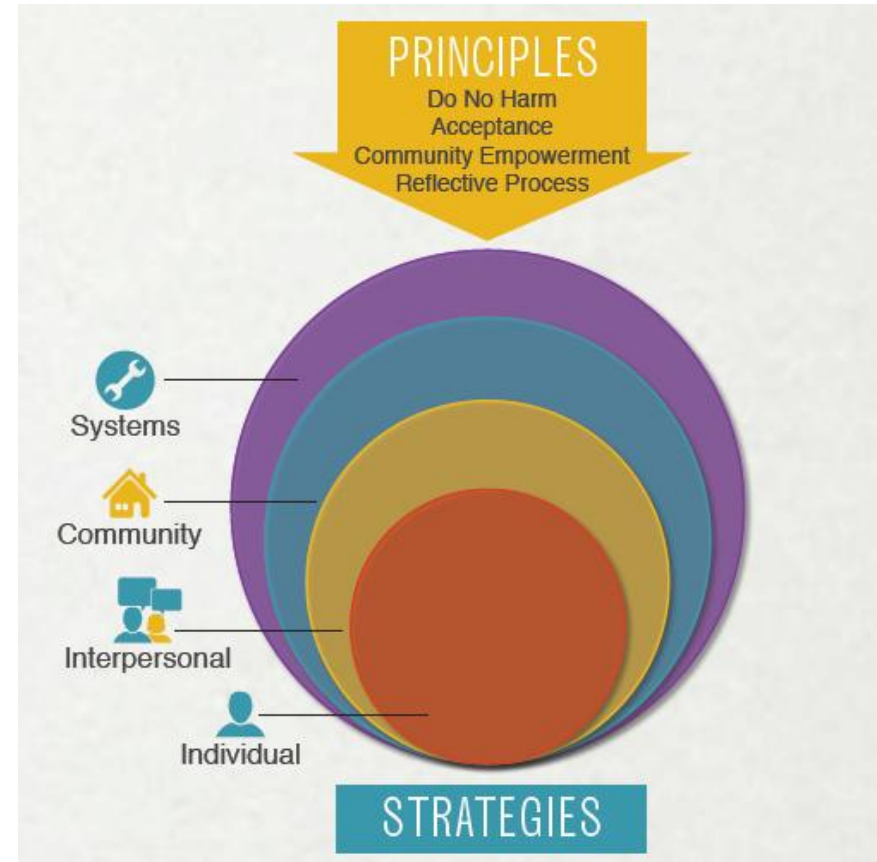 PRINCIPLES
Do No Harm
Acceptance
Community Empowerment
Reflective Process
Systems
Community
Interpersonal
Individual
STRATEGIES